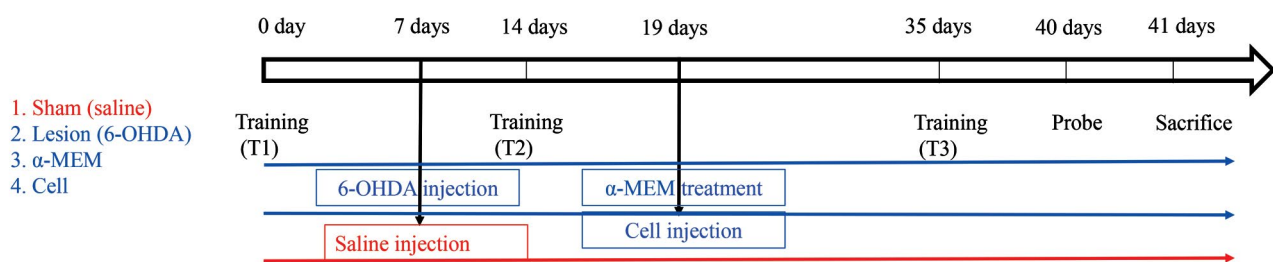 0 day 7 days 14 days 19 days 35 days 40 days 41 days
1. Sham (saline)
2. Lesion (6-OHDA)
3. α-MEM
4. Cell
Training
(T1)
Training
(T2)
Training
(T3)
Probe
Sacrifice
6-OHDA injection
α-MEM treatment
Saline injection
Cell injection